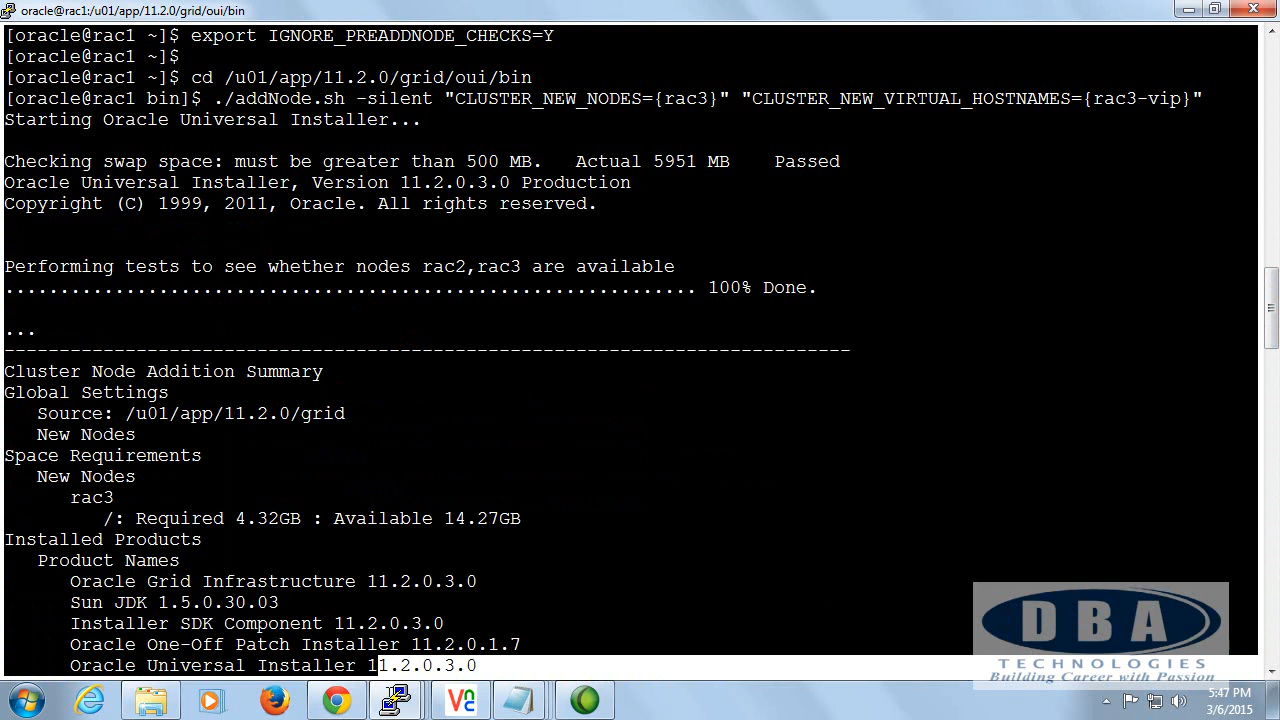 oracle@rac1:/u01/app/11.2.0/grid/oui/bin
[oracle@rac1 ~]$ export IGNORE_PREADDNODE_CHECKS=Y
[oracle@rac1 ~]$
[oracle@rac1 ~]$ cd /u01/app/11.2.0/grid/oui/bin
[oracle@rac1 bin]$ ./addNode.sh -silent "CLUSTER_NEW_NODES={rac3}" "CLUSTER_NEW_VIRTUAL_HOSTNAMES={rac3-vip}"
Starting Oracle Universal Installer...
Checking swap space: must be greater than 500 MB.   Actual 5951 MB    Passed
Oracle Universal Installer, Version 11.2.0.3.0 Production
Copyright (C) 1999, 2011, Oracle. All rights reserved.
Performing tests to see whether nodes rac2,rac3 are available
............................................................... 100% Done.
...
-----------------------------------------------------------------------------
Cluster Node Addition Summary
Global Settings
   Source: /u01/app/11.2.0/grid
   New Nodes
Space Requirements
   New Nodes
      rac3
         /: Required 4.32GB : Available 14.27GB
Installed Products
   Product Names
      Oracle Grid Infrastructure 11.2.0.3.0
      Sun JDK 1.5.0.30.03
      Installer SDK Component 11.2.0.3.0
      Oracle One-Off Patch Installer 11.2.0.1.7
      Oracle Universal Installer 11.2.0.3.0
DBA
TECHNOLOGIES
Building Career with Passion
5:47 PM
3/6/2015